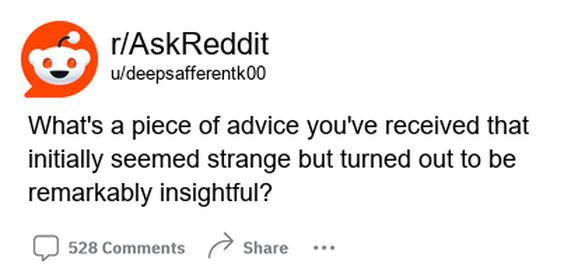 r/AskReddit
u/deepsafferentk00
What's a piece of advice you've received that
initially seemed strange but turned out to be
remarkably insightful?
528 Comments Share